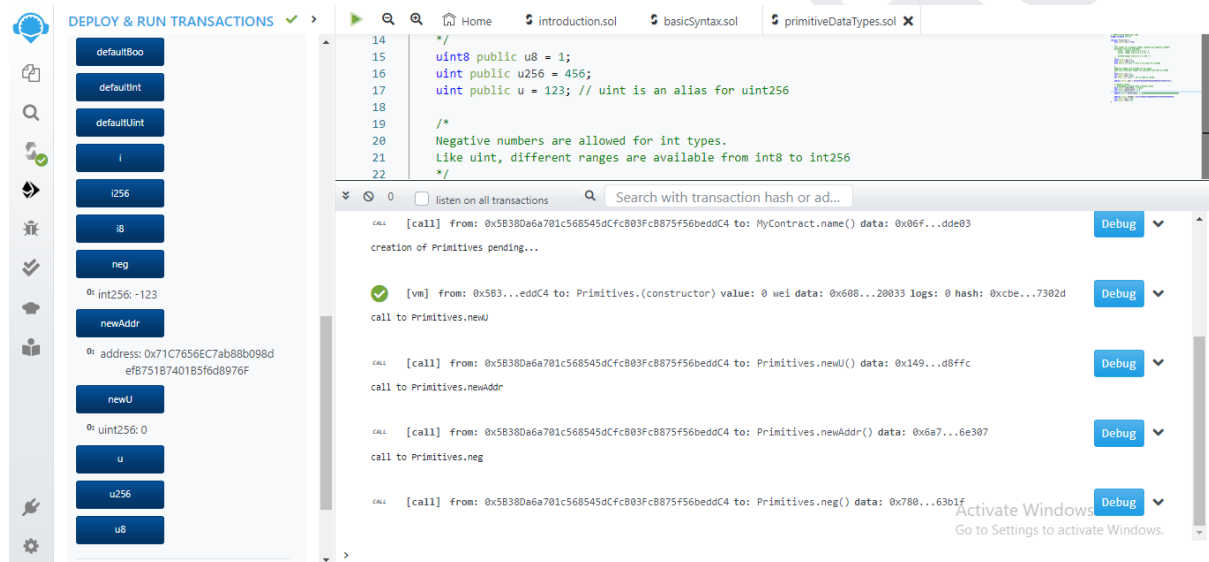 DEPLOY & RUN TRANSACTIONS
defaultBoo
defaultInt
defaultUint
i
i256
i8
neg
0: int256: -123
newAddr
0: address: 0x71C7656EC7ab88b098d
efB751B7401B5f6d8976F
newU
0: uint256: 0
u
u256
u8
Home
introduction.sol
basicSyntax.sol
primitiveDataTypes.sol
14 */
15 uint8 public u8 = 1;
16 uint public u256 = 456;
17 uint public u = 123; // uint is an alias for uint256
18
19 /*
20 Negative numbers are allowed for int types.
21 Like uint, different ranges are available from int8 to int256
22 */
0 listen on all transactions Search with transaction hash or ad...
CALL [call] from: 0x5B38Da6a701c568545dCfcB03FcB875f56beddC4 to: MyContract.name() data: 0x06f...dde03 Debug
creation of Primitives pending...
[vm] from: 0x5B3...eddC4 to: Primitives.(constructor) value: 0 wei data: 0x608...20033 logs: 0 hash: 0xcbe...7302d Debug
call to Primitives.newU
CALL [call] from: 0x5B38Da6a701c568545dCfcB03FcB875f56beddC4 to: Primitives.newU() data: 0x149...d8ffc Debug
call to Primitives.newAddr
CALL [call] from: 0x5B38Da6a701c568545dCfcB03FcB875f56beddC4 to: Primitives.newAddr() data: 0x6a7...6e307 Debug
call to Primitives.neg
CALL [call] from: 0x5B38Da6a701c568545dCfcB03FcB875f56beddC4 to: Primitives.neg() data: 0x780...63b1f Debug
Activate Windows
Go to Settings to activate Windows.
>